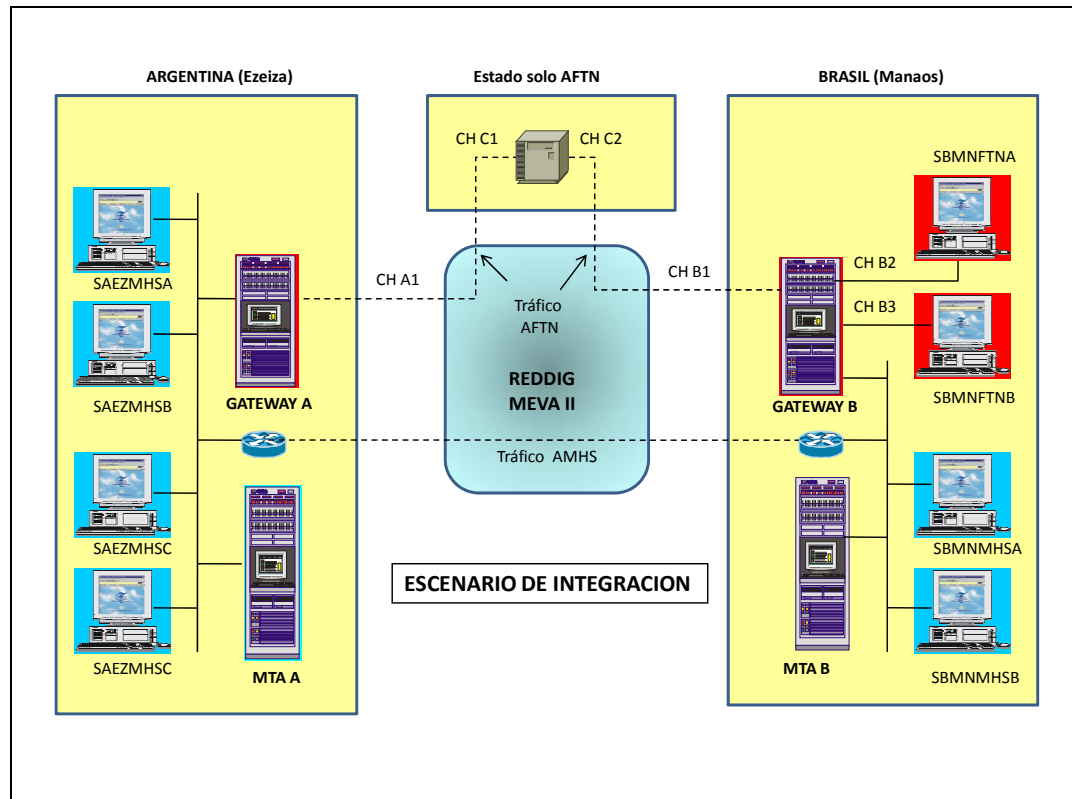 ARGENTINA (Ezeiza)
Estado solo AFTN
BRASIL (Manaos)
CH C1
CH C2
SBMNFTNA
SAEZMHSA
CH A1
CH B1
CH B2
CH B3
Tráfico
AFTN
SAEZMHSB
GATEWAY A
REDDIG
MEVA II
GATEWAY B
SBMNFTNB
Tráfico AMHS
SAEZMHSC
SBMNMHSA
ESCENARIO DE INTEGRACION
SAEZMHSC
MTA A
MTA B
SBMNMHSB